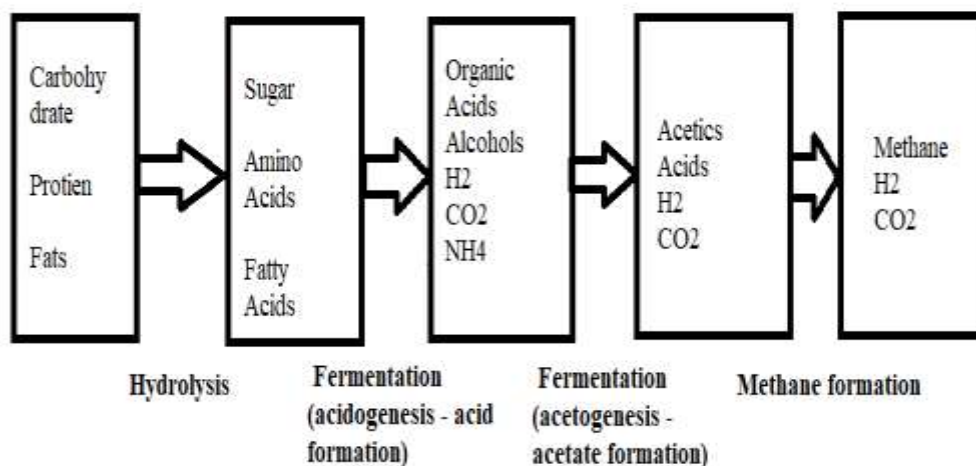 Carbohy
drate
Protien
Fats
Sugar
Amino
Acids
Fatty
Acids
Organic
Acids
Alcohols
H2
CO2
NH4
Acetics
Acids
H2
CO2
Methane
H2
CO2
Hydrolysis
Fermentation
(acidogenesis - acid
formation)
Fermentation
(acetogenesis -
acetate formation)
Methane formation